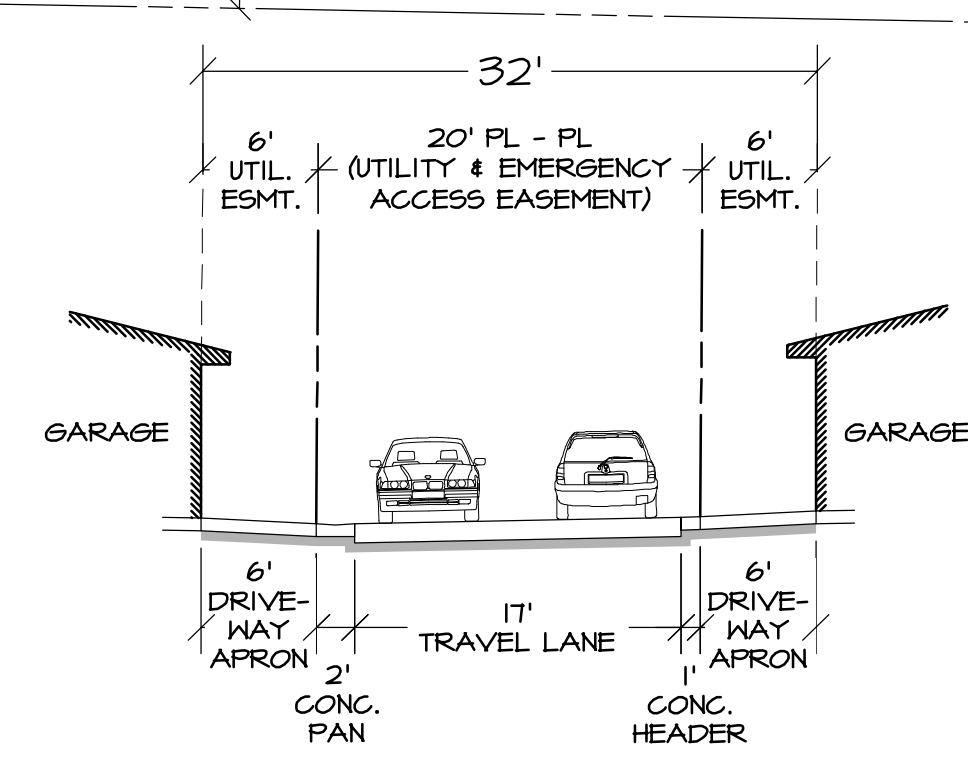 32'
6'
UTIL.
ESMT.
20' PL - PL
(UTILITY & EMERGENCY
ACCESS EASEMENT)
6'
UTIL.
ESMT.
GARAGE
GARAGE
6'
DRIVE-
WAY
APRON
2'
CONC.
PAN
17'
TRAVEL LANE
1'
CONC.
HEADER
6'
DRIVE-
WAY
APRON